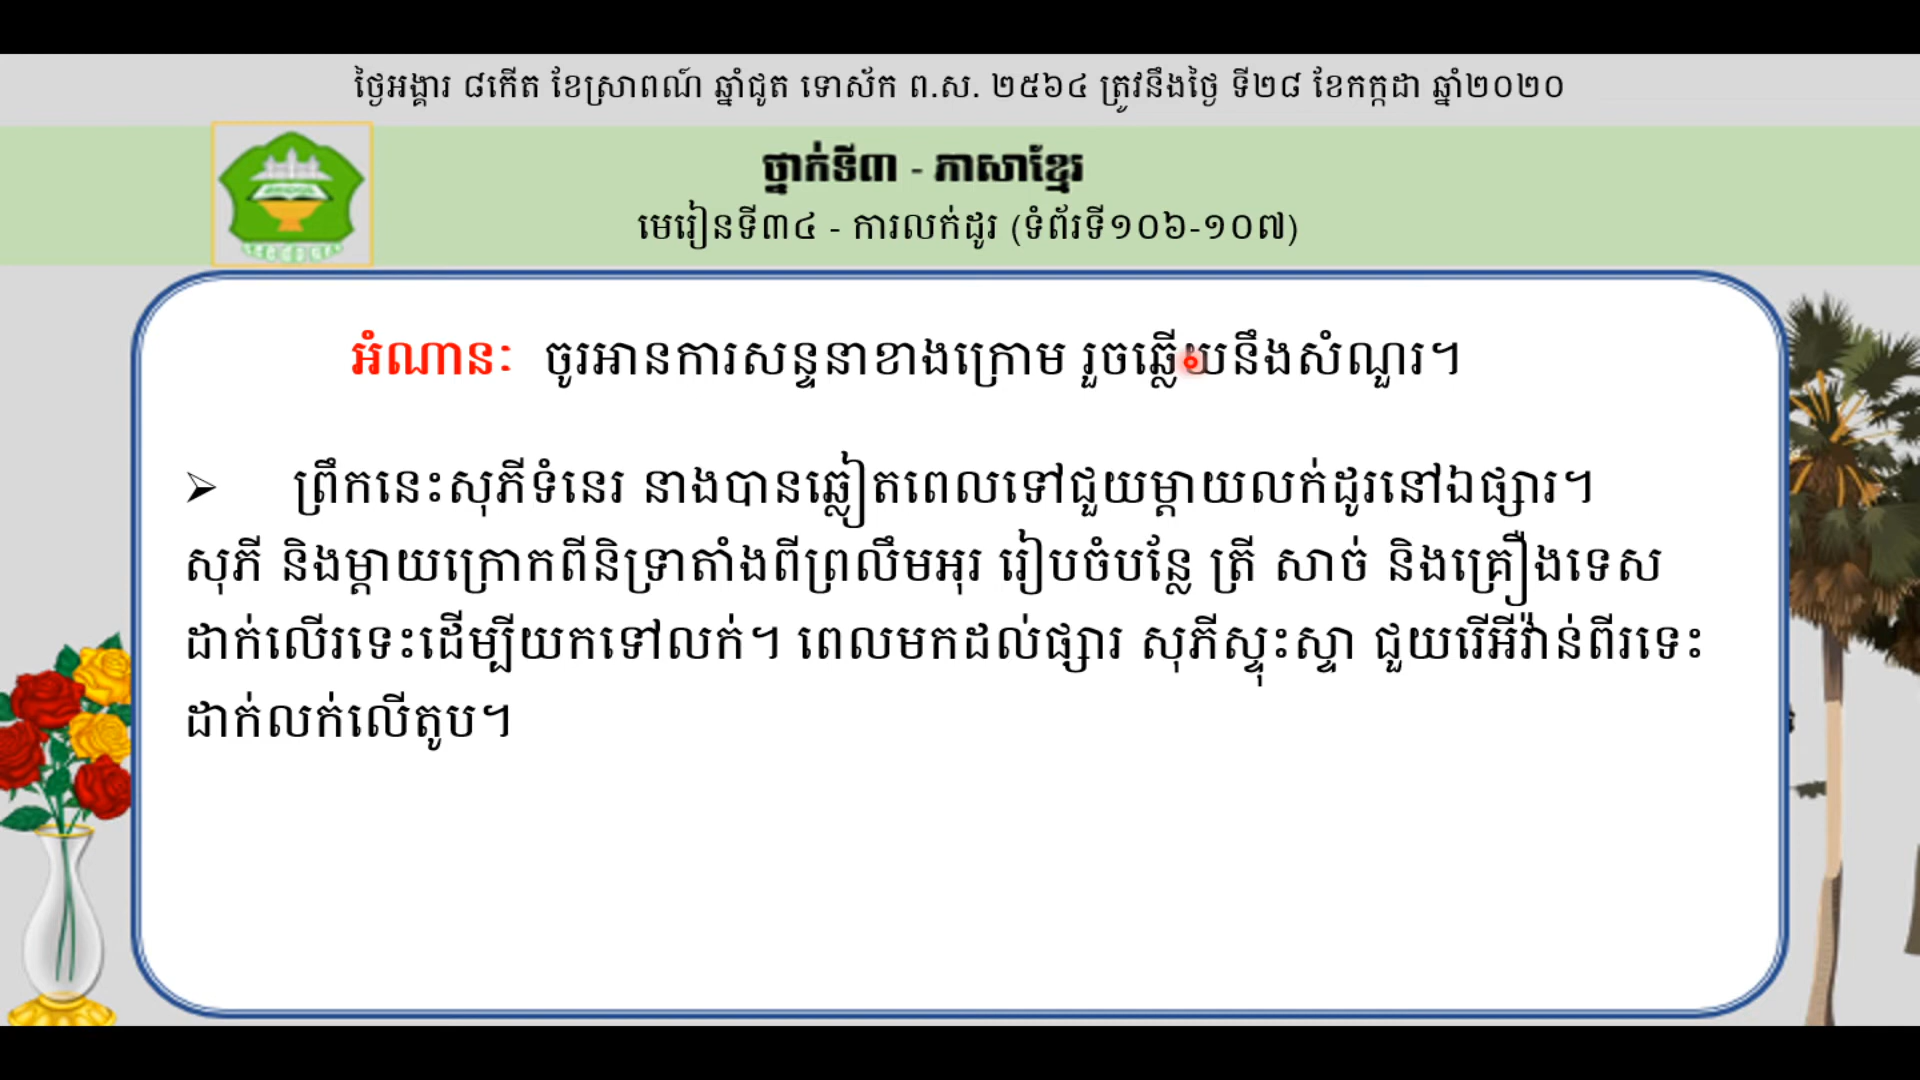 ថ្ងៃអង្គារ ៨កើត ខែស្រាពណ៍ ឆ្នាំជូត ទោស័ក ព.ស. ២៥៦៤ ត្រូវនឹងថ្ងៃ ទី២៨ ខែកក្កដា ឆ្នាំ២០២០
ថ្នាក់ទី៣ - ភាសាខ្មែរ
មេរៀនទី៣៤ - ការលក់ដូរ (ទំព័រទី១០៦-១០៧)
អំណានៈ ចូរអានការសន្ទនាខាងក្រោម រួចឆ្លើយនឹងសំណួរ។
➢ ព្រឹកនេះសុភីទំនេរ នាងបានឆ្លៀតពេលទៅជួយម្ដាយលក់ដូរនៅឯផ្សារ។
សុភី និងម្ដាយក្រោកពីនិទ្រាតាំងពីព្រលឹមអុរ រៀបចំបន្លែ ត្រី សាច់ និងគ្រឿងទេស
ដាក់លើរទេះដើម្បីយកទៅលក់។ ពេលមកដល់ផ្សារ សុភីស្ទុះស្ទា ជួយរើអីវ៉ាន់ពីរទេះ
ដាក់លក់លើតូប។